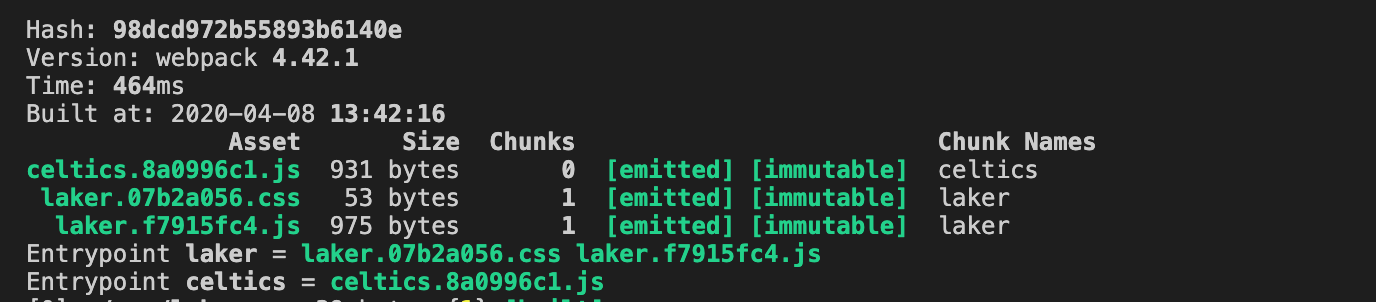 Hash: 98dcd972b55893b6140e
Version: webpack 4.42.1
Time: 464ms
Built at: 2020-04-08 13:42:16
Asset Size Chunks Chunk Names
celtics.8a0996c1.js 931 bytes 0 [emitted] [immutable] celtics
laker.07b2a056.css 53 bytes 1 [emitted] [immutable] laker
laker.f7915fc4.js 975 bytes 1 [emitted] [immutable] laker
Entrypoint laker = laker.07b2a056.css laker.f7915fc4.js
Entrypoint celtics = celtics.8a0996c1.js